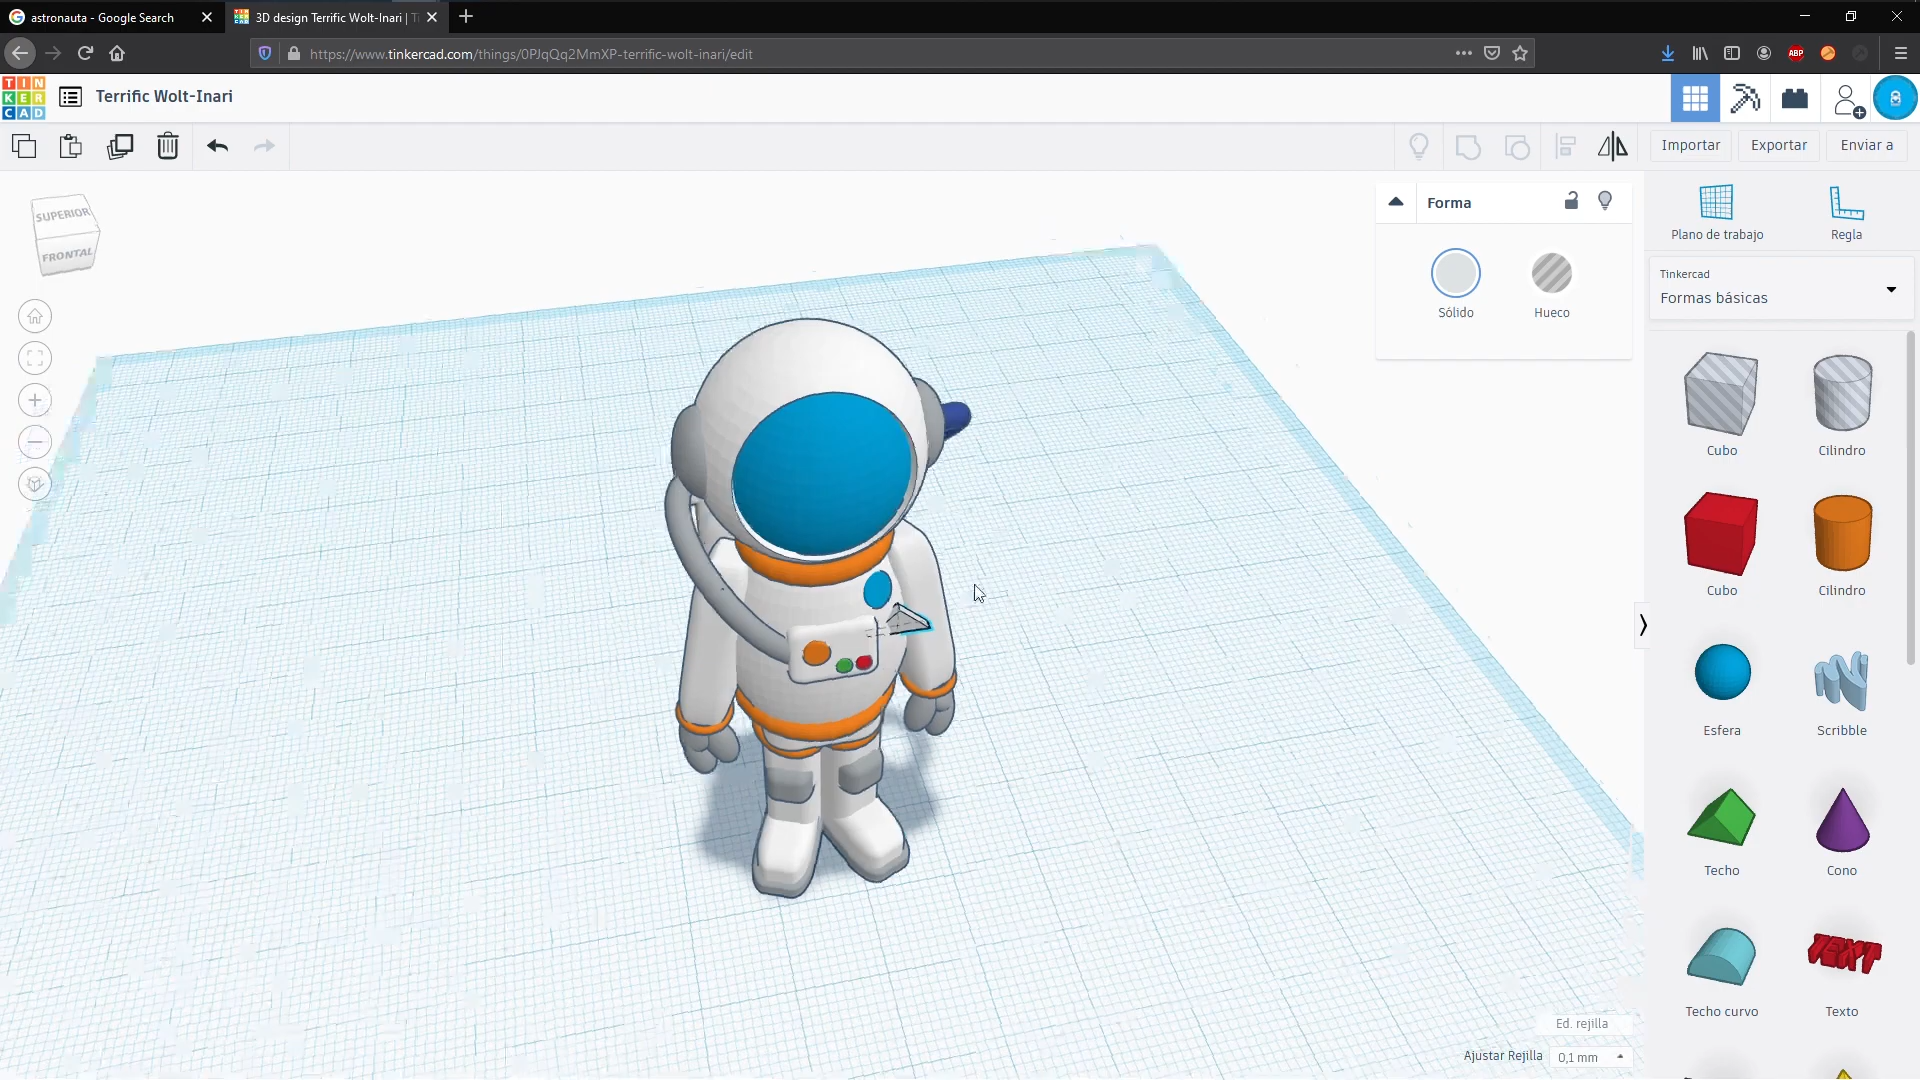 astronauta - Google Search
3D design Terrific Wolt-Inari | Ti
https://www.tinkercad.com/things/0PJqQq2MmXP-terrific-wolt-inari/edit
ABP
TIN
KER
CAD
Terrific Wolt-Inari
Importar
Exportar
Enviar a
SUPERIOR
FRONTAL
Forma
Sólido
Hueco
Plano de trabajo
Regla
Tinkercad
Formas básicas
Cubo
Cilindro
Cubo
Cilindro
Esfera
Scribble
Techo
Cono
TEXT
Techo curvo
Texto
Ed. rejilla
Ajustar Rejilla
0,1 mm